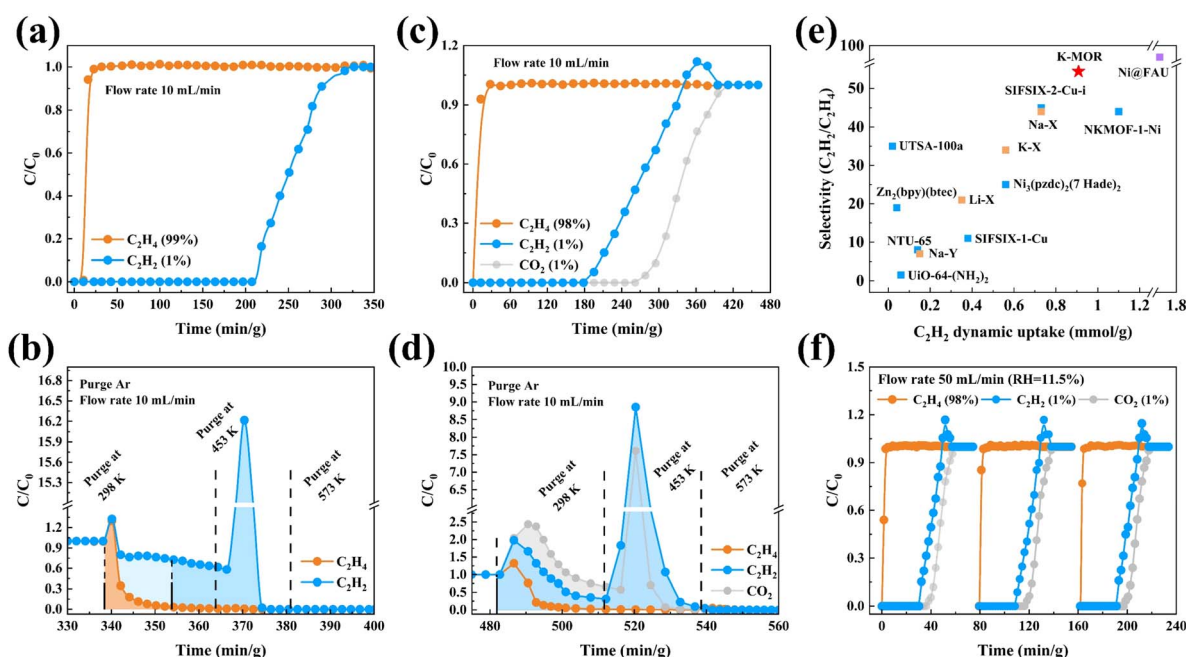 (a)
1.2
1.0
0.8
0.6
0.4
0.2
0.0
C/C₀
Flow rate 10 mL/min
C₂H₄ (99%)
C₂H₂ (1%)
0 50 100 150 200 250 300 350
Time (min/g)
(c)
1.2
0.9
0.6
0.3
0.0
C/C₀
Flow rate 10 mL/min
C₂H₄ (98%)
C₂H₂ (1%)
CO₂ (1%)
0 60 120 180 240 300 360 420 480
Time (min/g)
(e)
100
60
50
40
30
20
10
0
Selectivity (C₂H₂/C₂H₄)
K-MOR
Ni@FAU
SIFSIX-2-Cu-i
Na-X
NKMOF-1-Ni
UTSA-100a
K-X
Ni₃(pzdc)₂(7 Hade)₂
Zn₂(bpy)(btec)
Li-X
NTU-65
SIFSIX-1-Cu
Na-Y
UiO-64-(NH₂)₂
0 0.2 0.4 0.6 0.8 1 1.2 1.8
C₂H₂ dynamic uptake (mmol/g)
(b)
16.8
16.5
16.2
15.9
15.6
15.3
1.2
0.9
0.6
0.3
0.0
C/C₀
Purge Ar
Flow rate 10 mL/min
Purge at
298 K
Purge at
453 K
Purge at
573 K
C₂H₄
C₂H₂
330 340 350 360 370 380 390 400
Time (min/g)
(d)
10.0
9.5
9.0
8.5
8.0
7.5
7.0
6.5
6.0
2.5
2.0
1.5
1.0
0.5
0.0
C/C₀
Purge Ar
Flow rate 10 mL/min
Purge at
298 K
Purge at
453 K
Purge at
573 K
C₂H₄
C₂H₂
CO₂
480 500 520 540 560
Time (min/g)
(f)
1.5
1.2
0.9
0.6
0.3
0.0
C/C₀
Flow rate 50 mL/min (RH=11.5%)
C₂H₄ (98%) C₂H₂ (1%) CO₂ (1%)
0 40 80 120 160 200 240
Time (min/g)